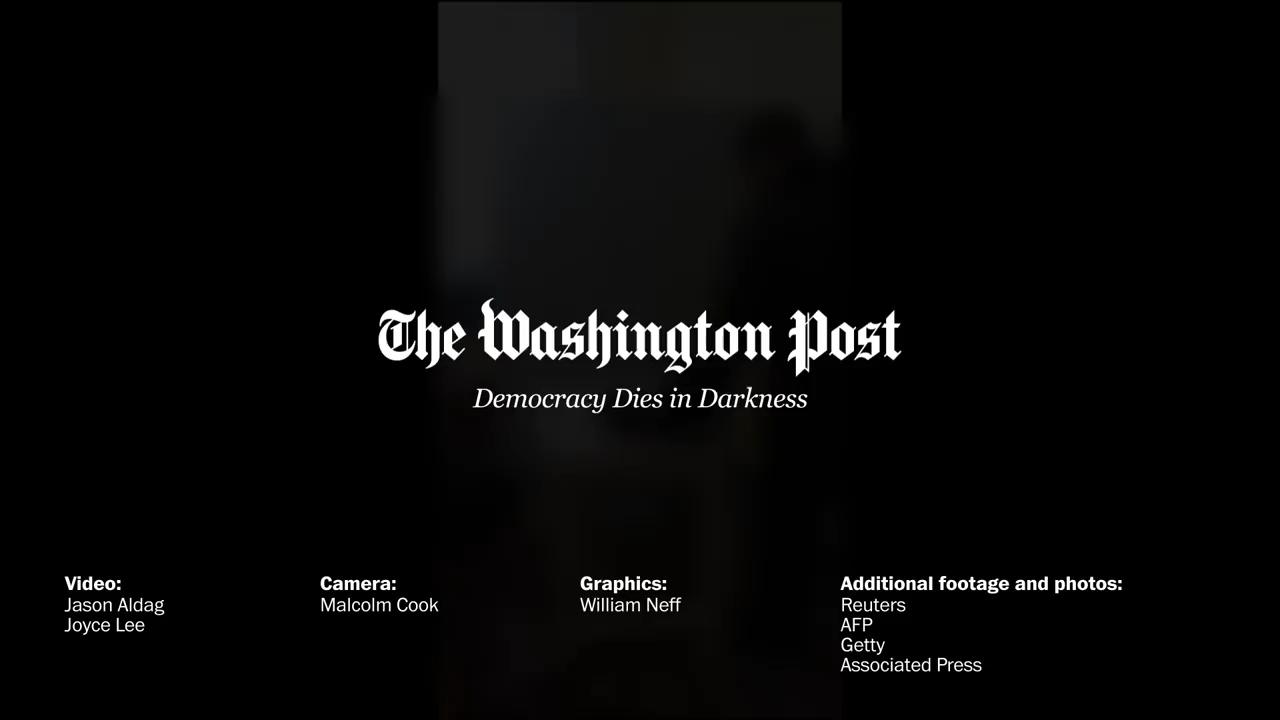 The Washington Post
Democracy Dies in Darkness
Video:
Jason Aldag
Joyce Lee
Camera:
Malcolm Cook
Graphics:
William Neff
Additional footage and photos:
Reuters
AFP
Getty
Associated Press